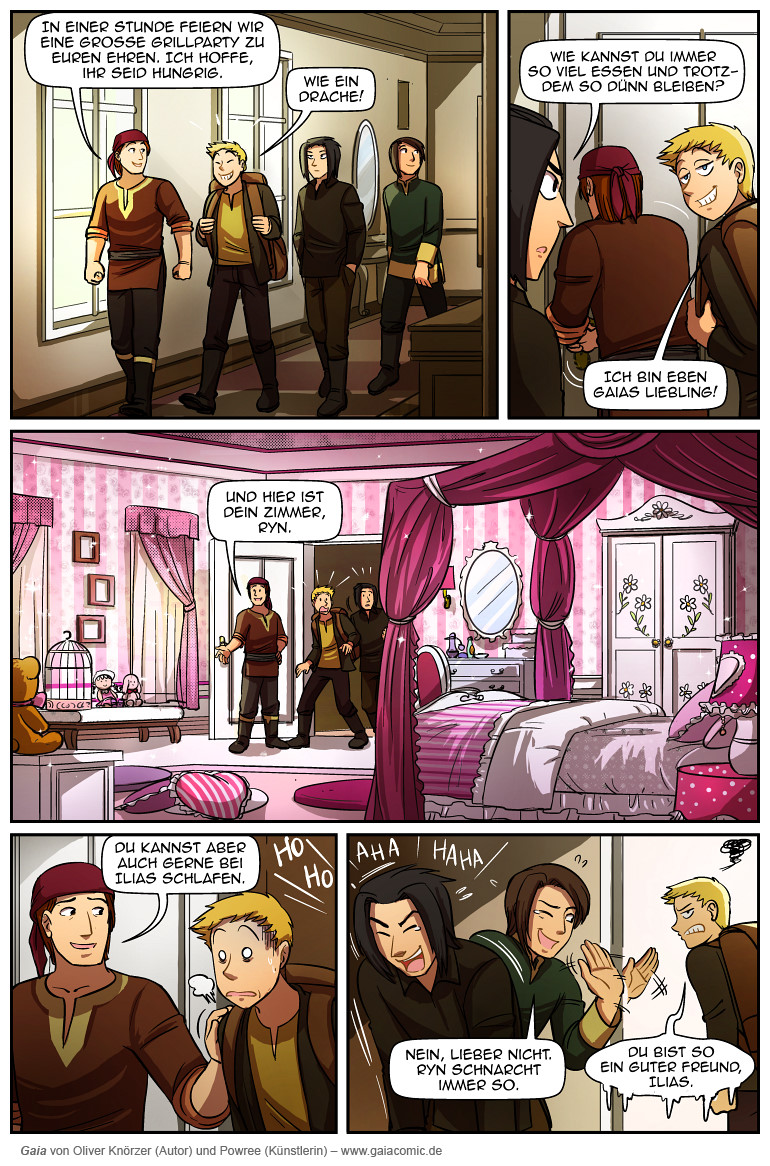 IN EINER STUNDE FEIERN WIR
EINE GROSSE GRILLPARTY ZU
EUREN EHREN. ICH HOFFE,
IHR SEID HUNGRIG.
WIE EIN
DRACHE!
WIE KANNST DU IMMER
SO VIEL ESSEN UND TROTZ-
DEM SO DÜNN BLEIBEN?
ICH BIN EBEN
GAIAS LIEBLING!
UND HIER IST
DEIN ZIMMER,
RYN.
DU KANNST ABER
AUCH GERNE BEI
ILIAS SCHLAFEN.
HO
HO
AHA
HAHA
NEIN, LIEBER NICHT.
RYN SCHNARCHT
IMMER SO.
DU BIST SO
EIN GUTER FREUND,
ILIAS.
Gaia von Oliver Knörzer (Autor) und Powree (Künstlerin) – www.gaiacomic.de